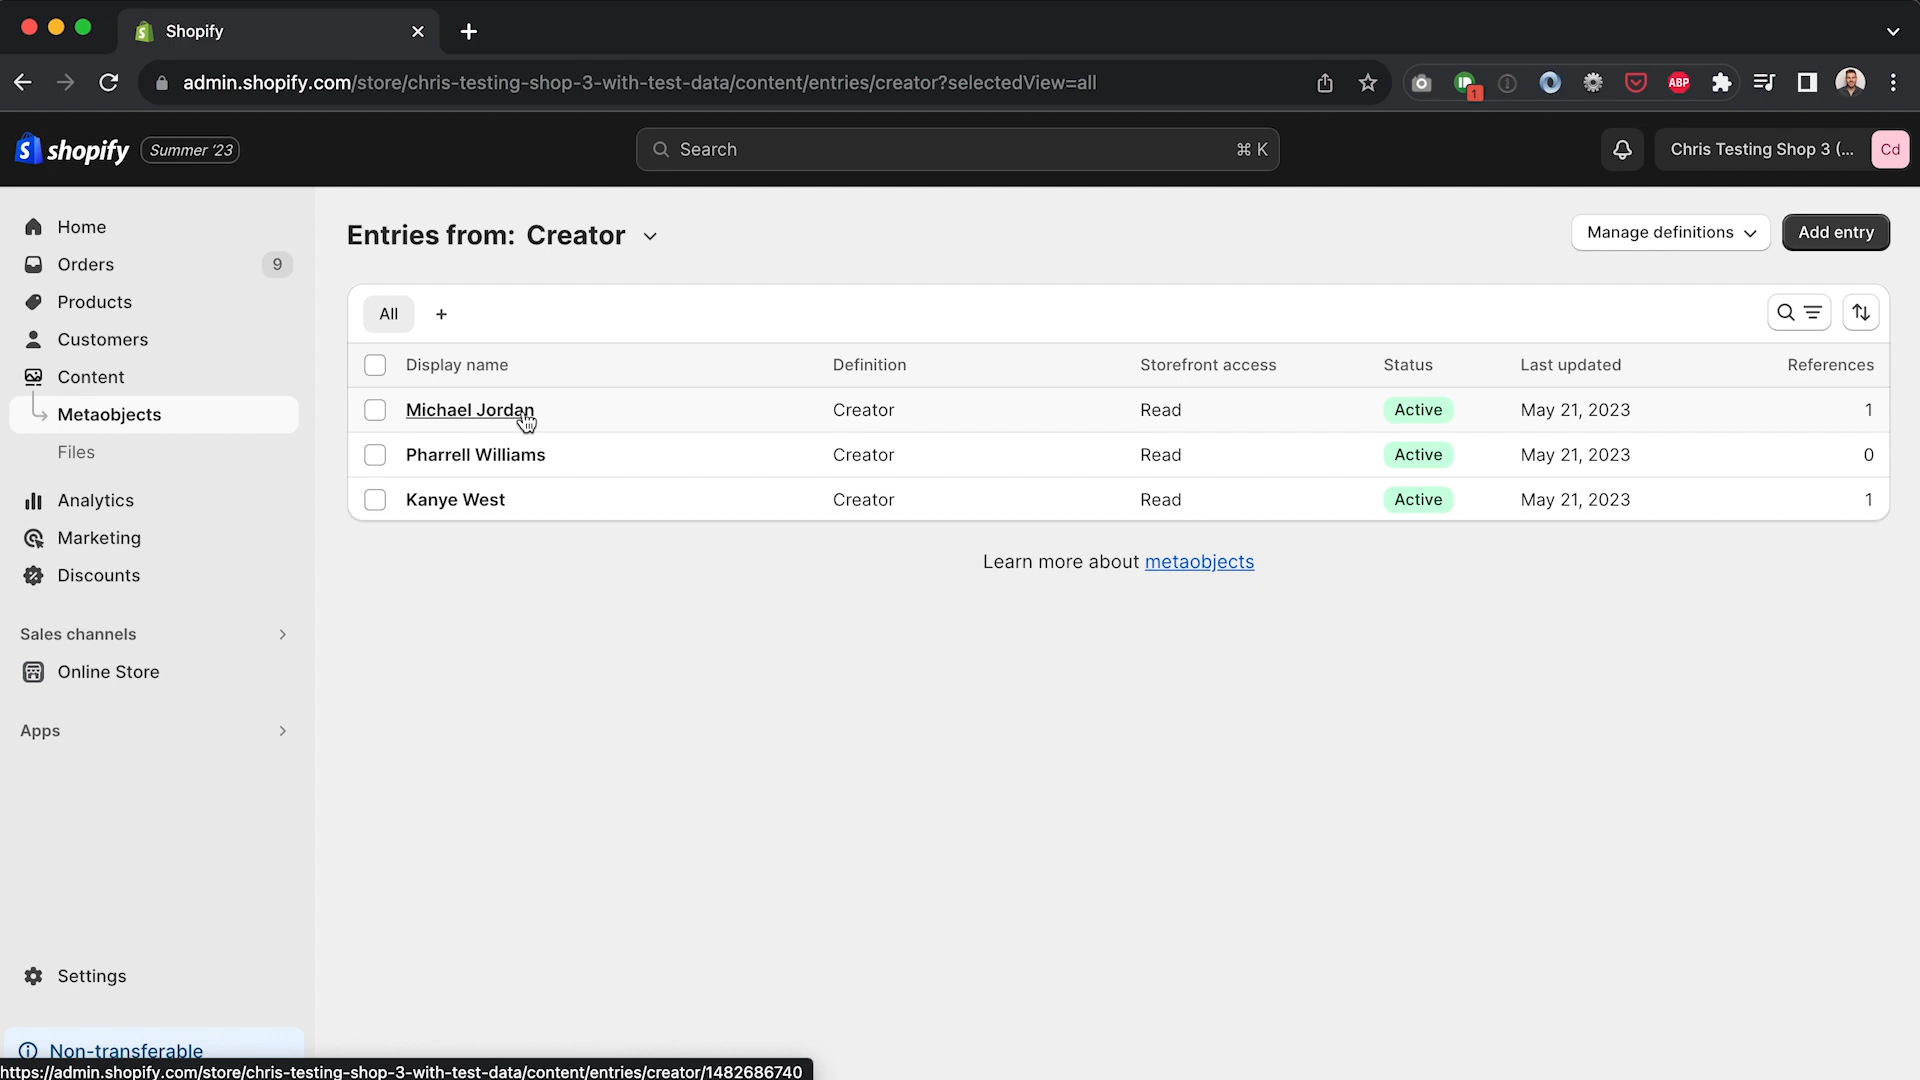 Shopify
admin.shopify.com/store/chris-testing-shop-3-with-test-data/content/entries/creator?selectedView=all
1
ABP
shopify
Summer '23
Search
⌘ K
Chris Testing Shop 3 (...
Cd
Home
Orders
9
Products
Customers
Content
Metaobjects
Files
Analytics
Marketing
Discounts
Sales channels
Online Store
Apps
Settings
Non-transferable
Entries from: Creator
Manage definitions
Add entry
All
+
Display name Definition Storefront access Status Last updated References
Michael Jordan Creator Read Active May 21, 2023 1
Pharrell Williams Creator Read Active May 21, 2023 0
Kanye West Creator Read Active May 21, 2023 1
Learn more about metaobjects
https://admin.shopify.com/store/chris-testing-shop-3-with-test-data/content/entries/creator/1482686740